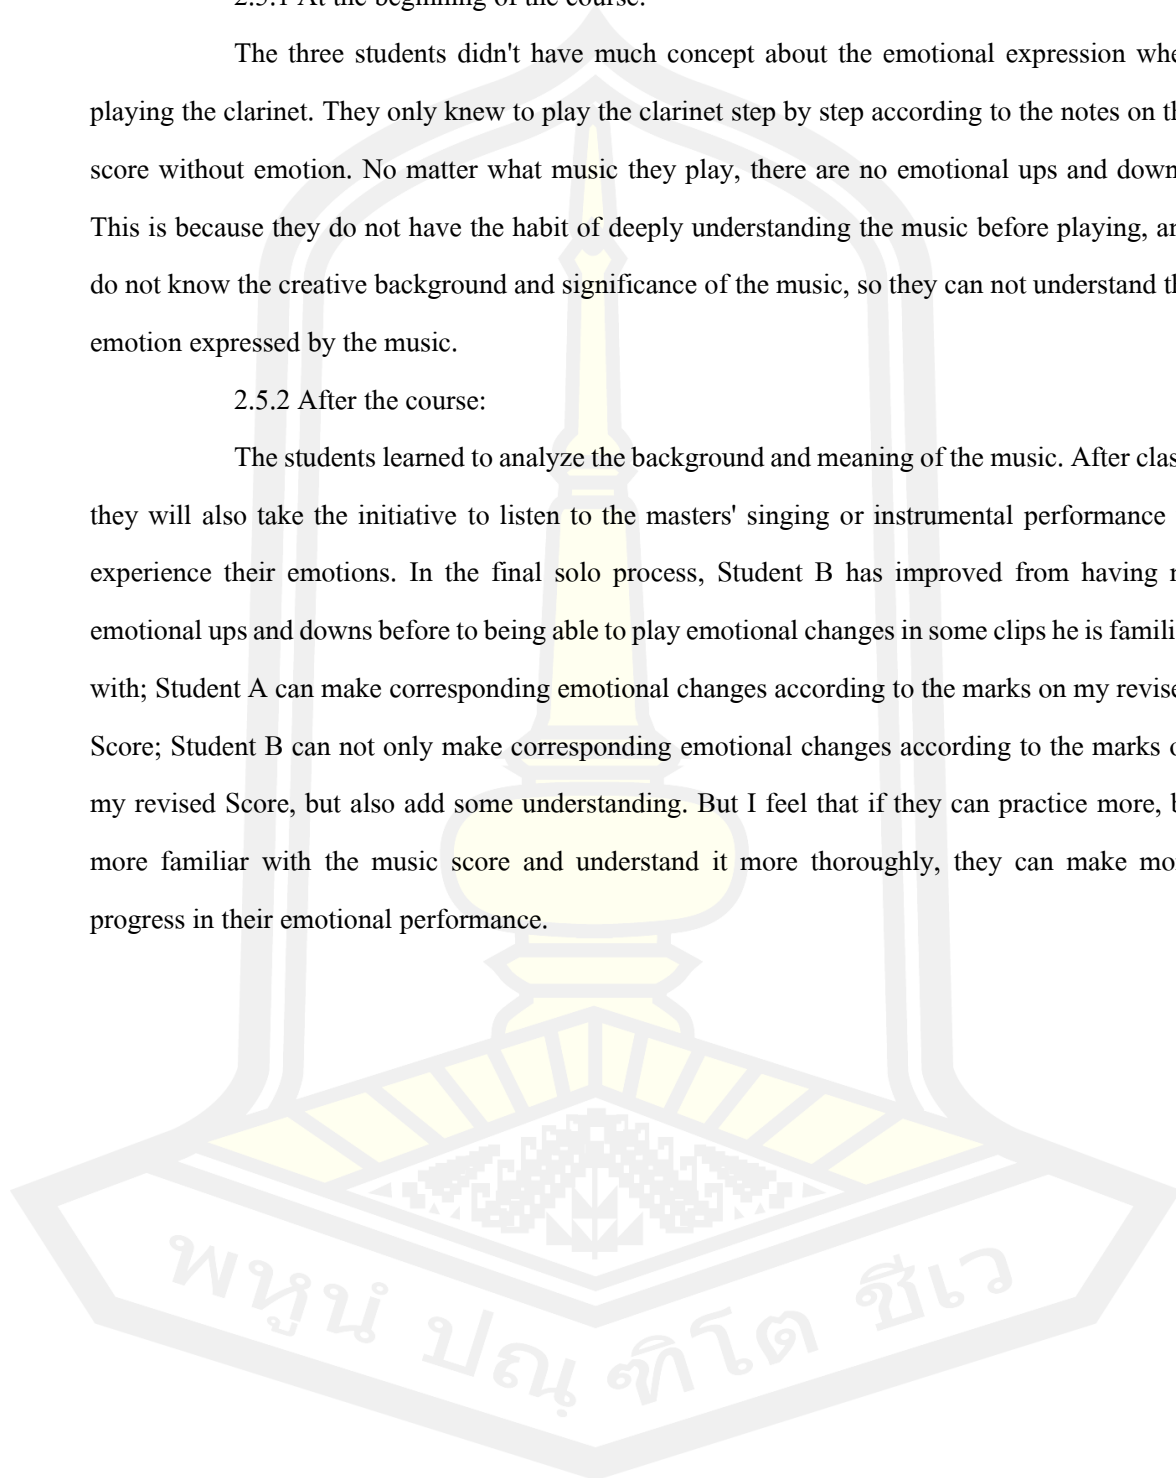 2.5.1 At the beginning of the course:
The three students didn't have much concept about the emotional expression whe
playing the clarinet. They only knew to play the clarinet step by step according to the notes on th
score without emotion. No matter what music they play, there are no emotional ups and down
This is because they do not have the habit of deeply understanding the music before playing, an
do not know the creative background and significance of the music, so they can not understand th
emotion expressed by the music.
2.5.2 After the course:
The students learned to analyze the background and meaning of the music. After clas
they will also take the initiative to listen to the masters' singing or instrumental performance
experience their emotions. In the final solo process, Student B has improved from having n
emotional ups and downs before to being able to play emotional changes in some clips he is famili
with; Student A can make corresponding emotional changes according to the marks on my revise
Score; Student B can not only make corresponding emotional changes according to the marks o
my revised Score, but also add some understanding. But I feel that if they can practice more, b
more familiar with the music score and understand it more thoroughly, they can make mo
progress in their emotional performance.
พหูนํ ปณฺฑิโต ชีเว